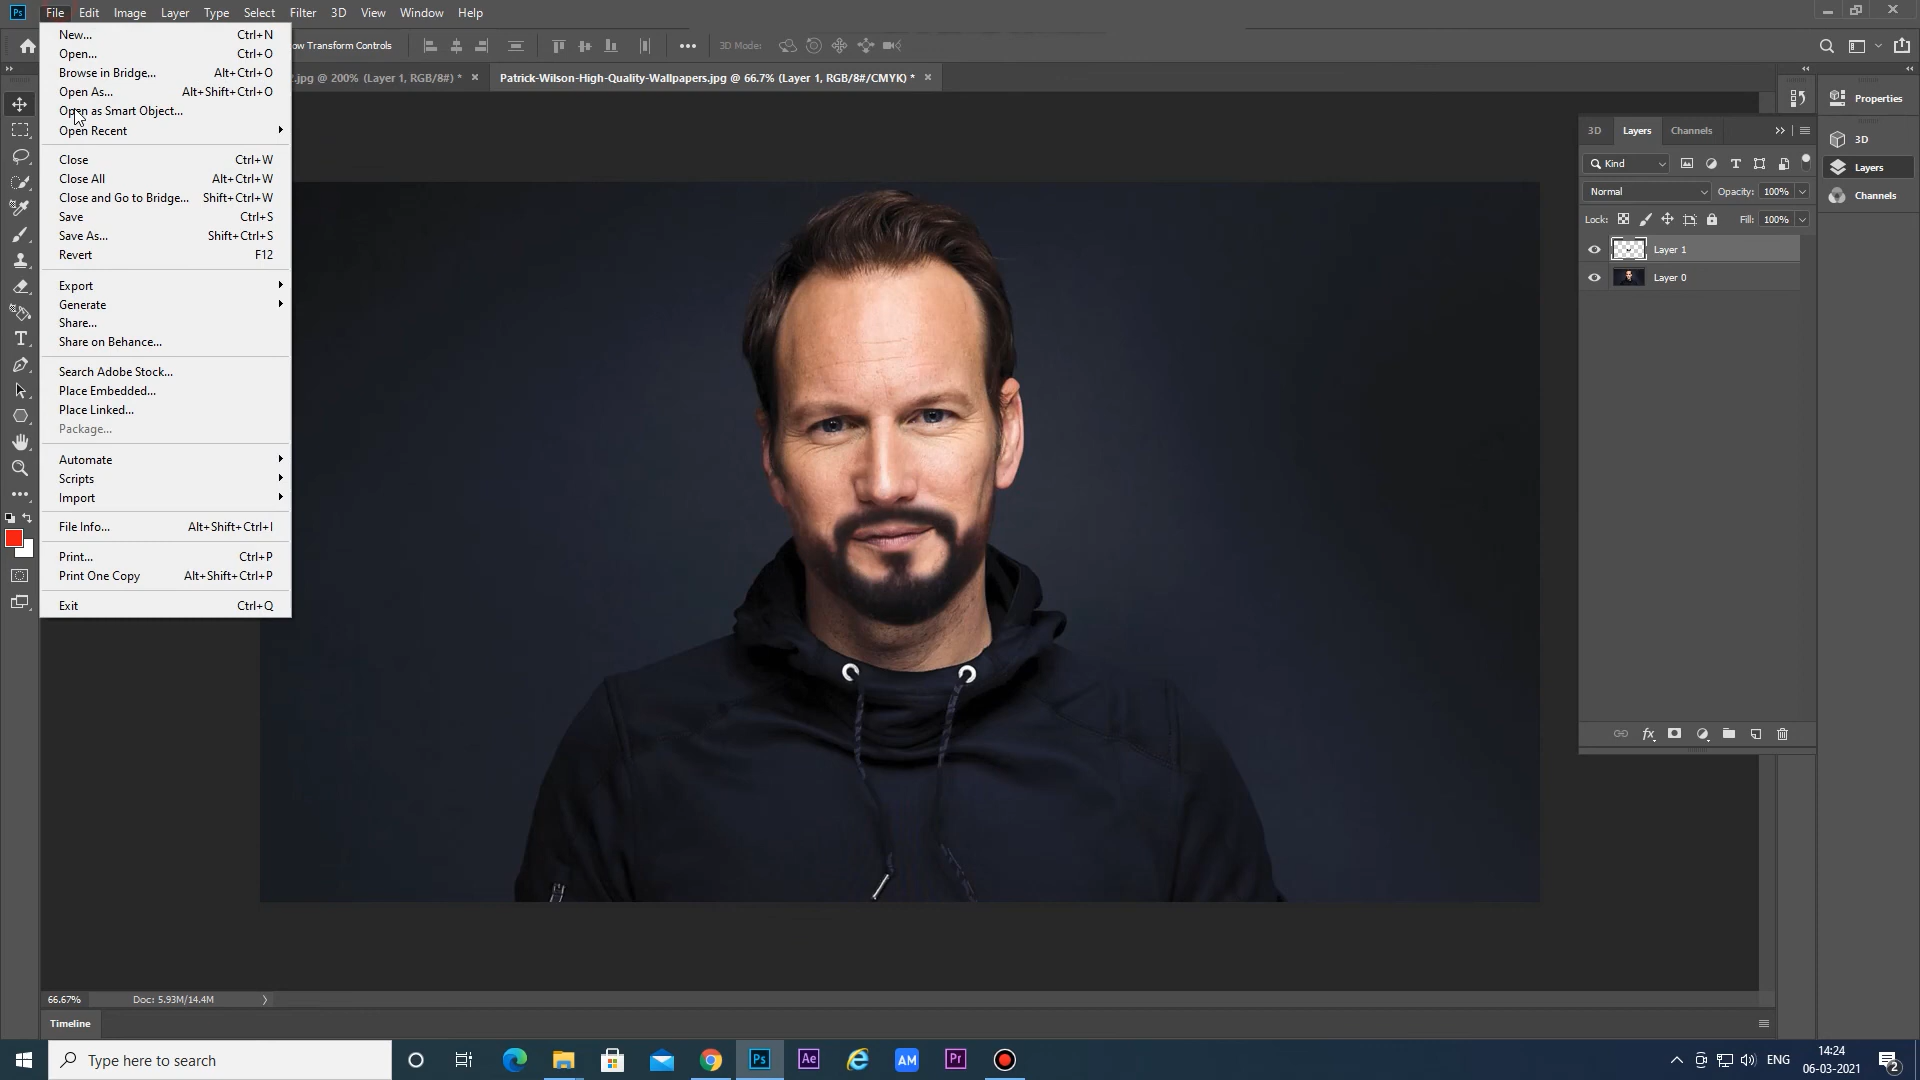 Ps File Edit Image Layer Type Select Filter 3D View Window Help
ow Transform Controls 3D Mode:
.jpg @ 200% (Layer 1, RGB/8#) * Patrick-Wilson-High-Quality-Wallpapers.jpg @ 66.7% (Layer 1, RGB/8#/CMYK) *
New... Ctrl+N
Open... Ctrl+O
Browse in Bridge... Alt+Ctrl+O
Open As... Alt+Shift+Ctrl+O
Open as Smart Object...
Open Recent
Close Ctrl+W
Close All Alt+Ctrl+W
Close and Go to Bridge... Shift+Ctrl+W
Save Ctrl+S
Save As... Shift+Ctrl+S
Revert F12
Export
Generate
Share...
Share on Behance...
Search Adobe Stock...
Place Embedded...
Place Linked...
Package...
Automate
Scripts
Import
File Info... Alt+Shift+Ctrl+I
Print... Ctrl+P
Print One Copy Alt+Shift+Ctrl+P
Exit Ctrl+Q
3D Layers Channels
Kind
Normal Opacity: 100%
Lock: Fill: 100%
Layer 1
Layer 0
Properties
3D
Layers
Channels
66.67% Doc: 5.93M/14.4M
Timeline
Type here to search
Ps Ae AM Pr
ENG
14:24
06-03-2021
2